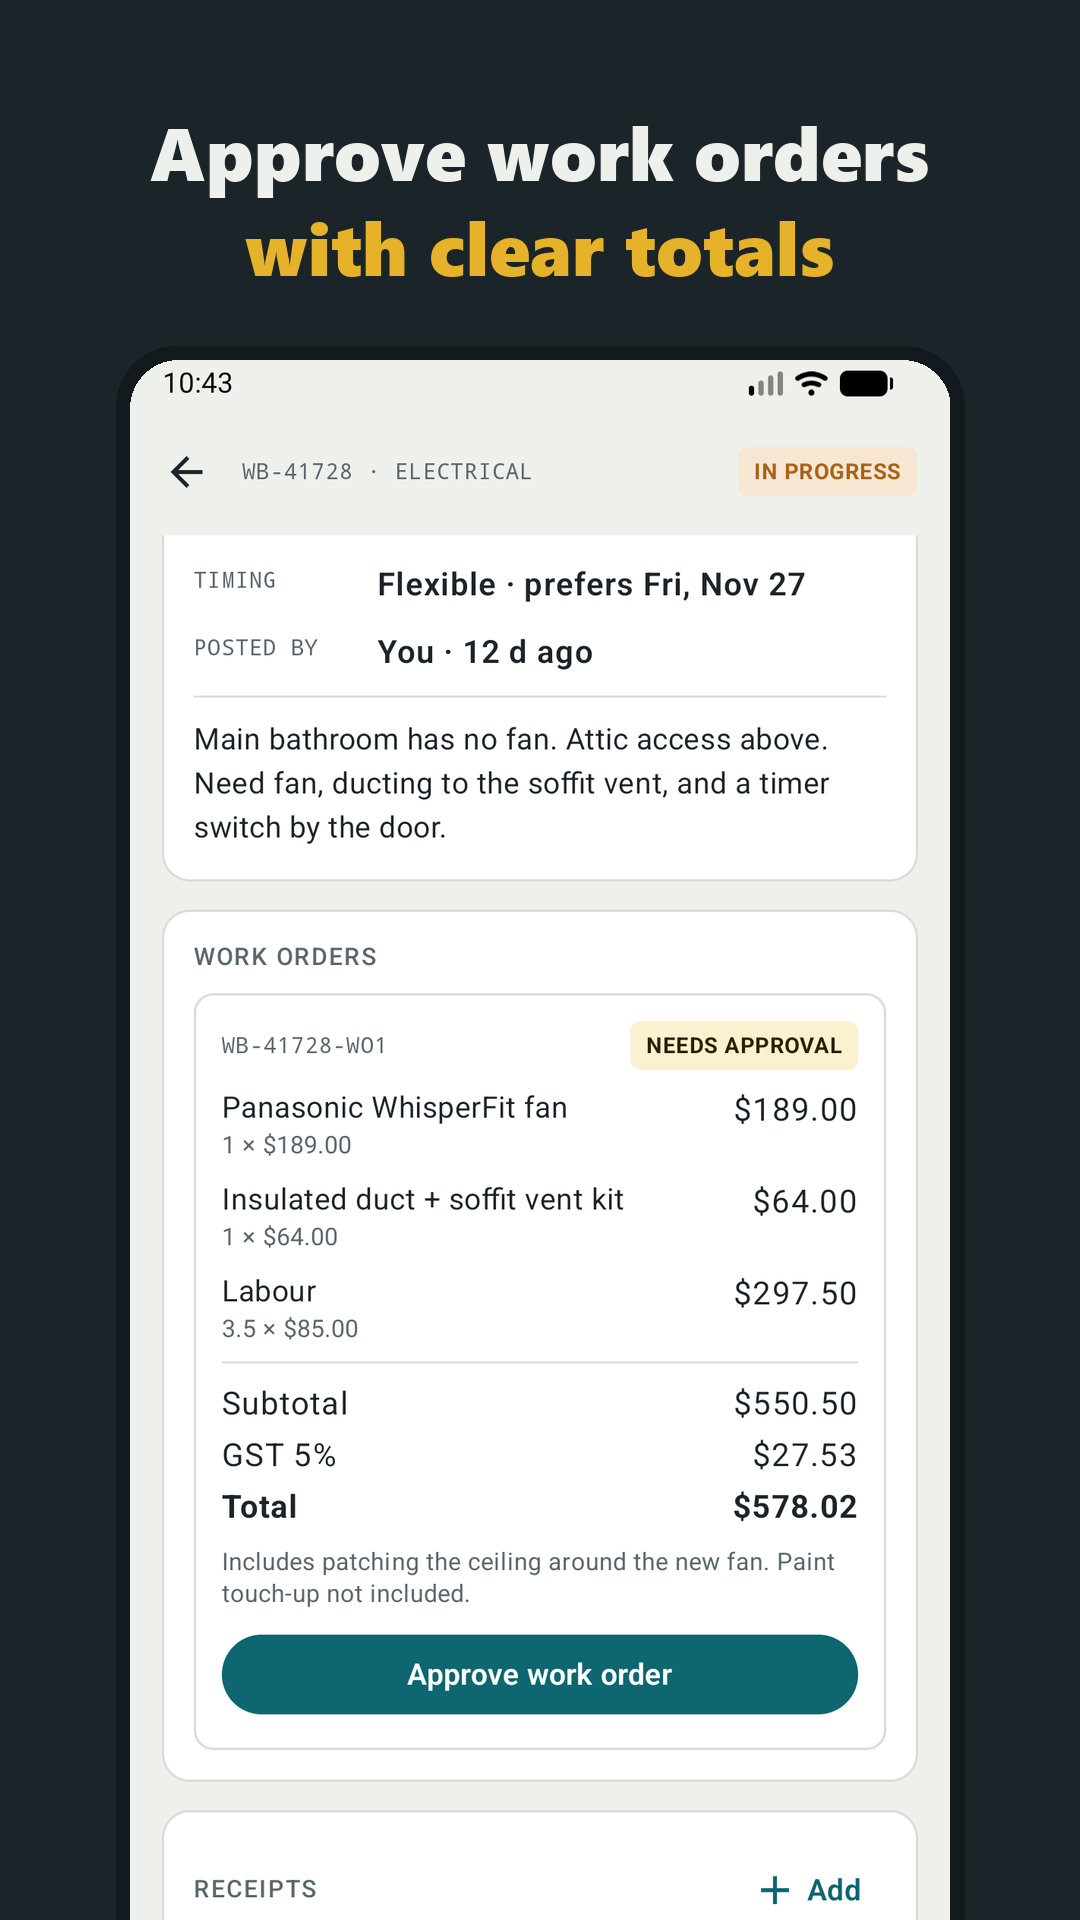 Approve work orders
with clear totals
10:43
WB-41728 · ELECTRICAL
IN PROGRESS
TIMING
Flexible · prefers Fri, Nov 27
POSTED BY
You · 12 d ago
Main bathroom has no fan. Attic access above.
Need fan, ducting to the soffit vent, and a timer
switch by the door.
WORK ORDERS
WB-41728-WO1
NEEDS APPROVAL
Panasonic WhisperFit fan
$189.00
1 × $189.00
Insulated duct + soffit vent kit
$64.00
1 × $64.00
Labour
$297.50
3.5 × $85.00
Subtotal
$550.50
GST 5%
$27.53
Total
$578.02
Includes patching the ceiling around the new fan. Paint
touch-up not included.
Approve work order
RECEIPTS
+ Add